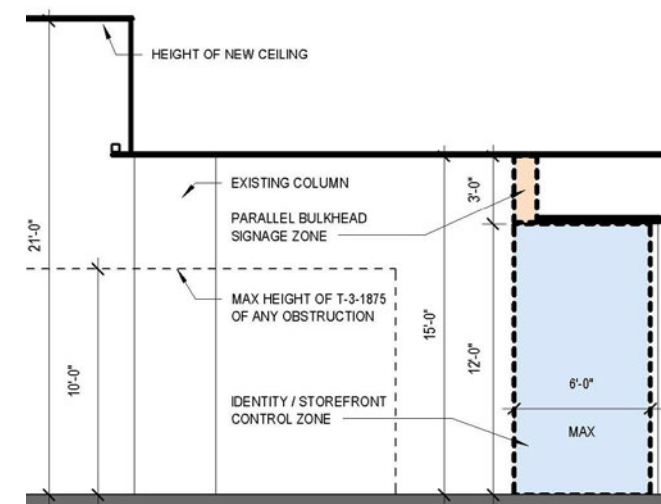 HEIGHT OF NEW CEILING
EXISTING COLUMN
PARALLEL BULKHEAD
SIGNAGE ZONE
3'-0"
21'-0"
MAX HEIGHT OF T-3-1875
OF ANY OBSTRUCTION
15'-0"
12'-0"
10'-0"
6'-0"
MAX
IDENTITY / STOREFRONT
CONTROL ZONE